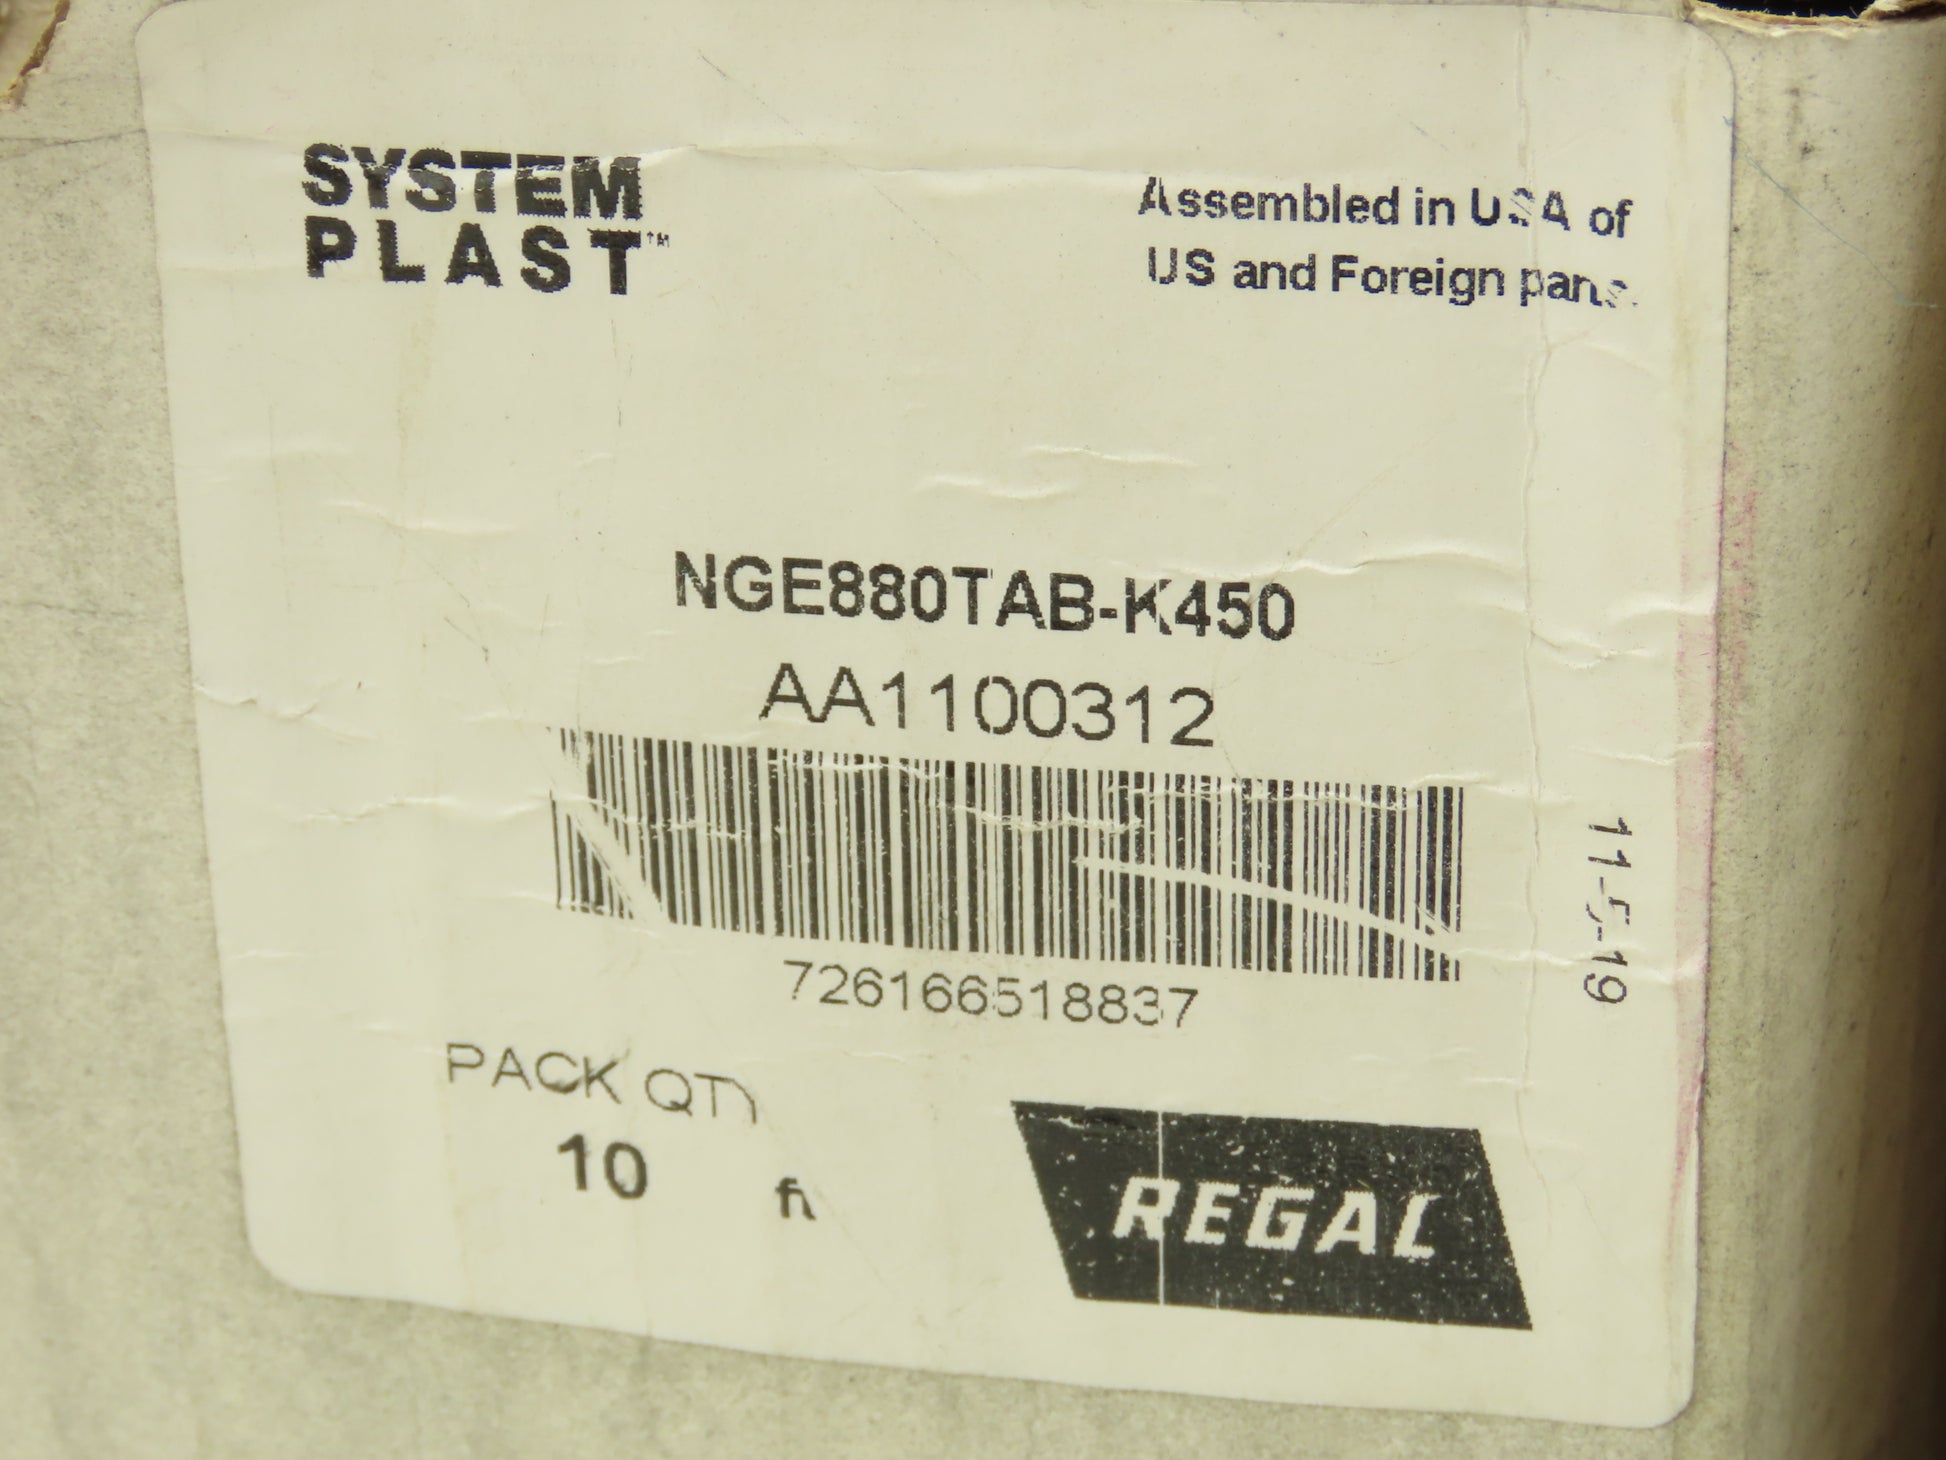 SYSTEM
PLAST™
Assembled in USA of
US and Foreign parts.
NGE880TAB-K450
AA1100312
726166518837
11-5-19
PACK QTY
10 ft
REGAL